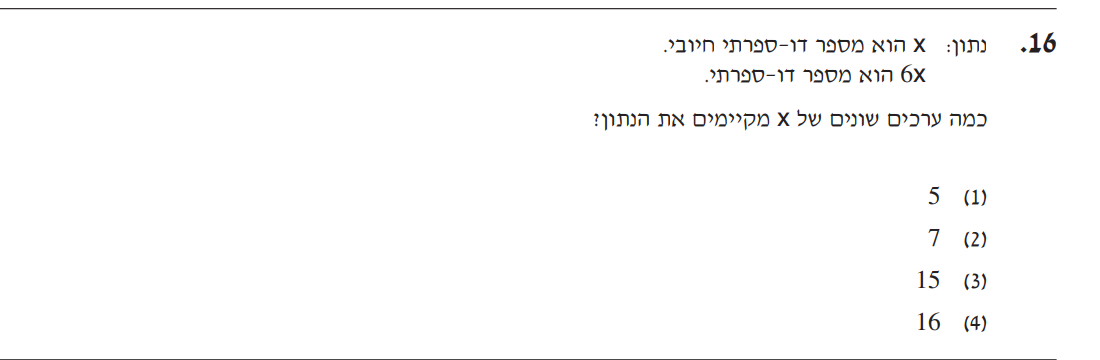 16. נתון: x הוא מספר דו-ספרתי חיובי.
6x הוא מספר דו-ספרתי.
כמה ערכים שונים של x מקיימים את הנתון?
(1) 5
(2) 7
(3) 15
(4) 16